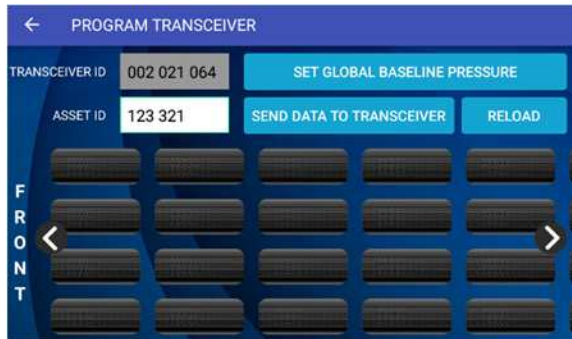 PROGRAM TRANSCEIVER
TRANSCEIVER ID 002 021 064 SET GLOBAL BASELINE PRESSURE
ASSET ID 123 321 SEND DATA TO TRANSCEIVER RELOAD
FRONT